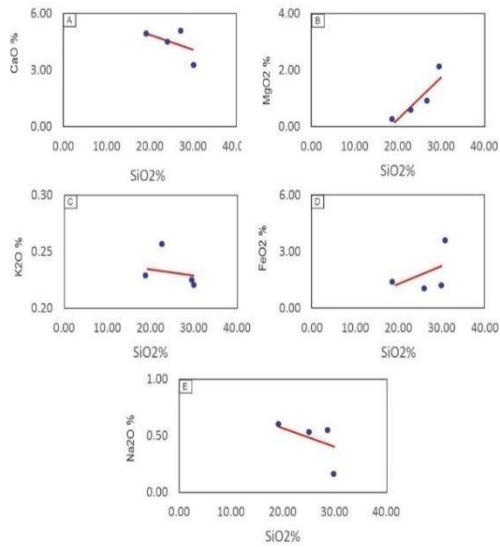 A
CaO %
6.00
3.00
0.00
0.00 10.00 20.00 30.00 40.0
SiO2%
B
MgO2 %
4.00
2.00
0.00
0.00 10.00 20.00 30.00 40.00
SiO2%
C
K2O %
0.30
0.25
0.20
0.00 10.00 20.00 30.00 40.00
SiO2%
D
FeO2 %
6.00
3.00
0.00
0.00 10.00 20.00 30.00 40.00
SiO2%
E
Na2O %
1.00
0.50
0.00
0.00 10.00 20.00 30.00 40.00
SiO2%